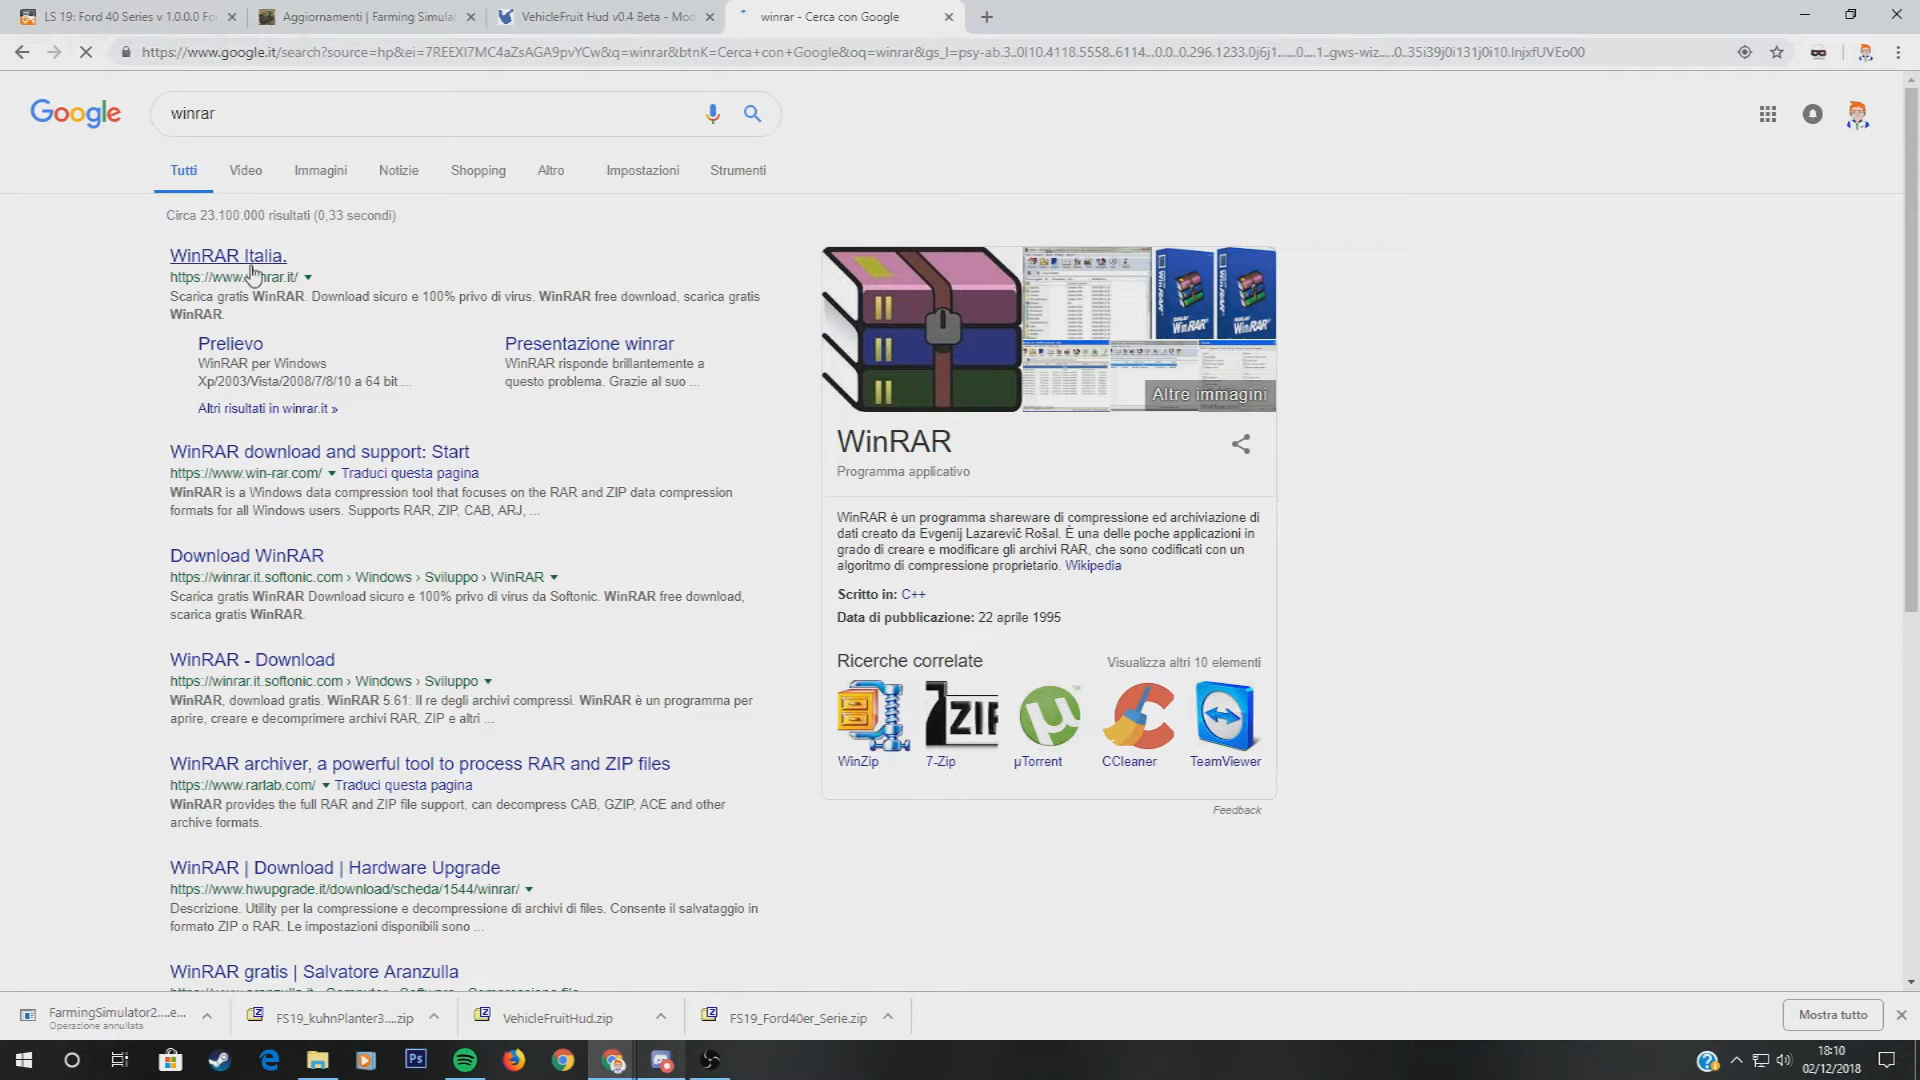 LS 19: Ford 40 Series v 1.0.0.0 Fo
Aggiornamenti | Farming Simula
VehicleFruit Hud v0.4 Beta - Mod
winrar - Cerca con Google
https://www.google.it/search?source=hp&ei=7REEXI7MC4aZsAGA9pvYCw&q=winrar&btnK=Cerca+con+Google&oq=winrar&gs_l=psy-ab.3..0l10.4118.5558..6114...0.0..0.296.1233.0j6j1......0....1..gws-wiz.....0..35i39j0i131j0i10.InjxfUVEo00
Google
winrar
Tutti Video Immagini Notizie Shopping Altro Impostazioni Strumenti
Circa 23.100.000 risultati (0,33 secondi)
WinRAR Italia.
https://www.winrar.it/
Scarica gratis WinRAR. Download sicuro e 100% privo di virus. WinRAR free download, scarica gratis
WinRAR.
Prelievo
WinRAR per Windows
Xp/2003/Vista/2008/7/8/10 a 64 bit ...
Presentazione winrar
WinRAR risponde brillantemente a
questo problema. Grazie al suo ...
Altri risultati in winrar.it »
WinRAR download and support: Start
https://www.win-rar.com/ Traduci questa pagina
WinRAR is a Windows data compression tool that focuses on the RAR and ZIP data compression
formats for all Windows users. Supports RAR, ZIP, CAB, ARJ, ...
Download WinRAR
https://winrar.it.softonic.com › Windows › Sviluppo › WinRAR
Scarica gratis WinRAR Download sicuro e 100% privo di virus da Softonic. WinRAR free download,
scarica gratis WinRAR.
WinRAR - Download
https://winrar.it.softonic.com › Windows › Sviluppo
WinRAR, download gratis. WinRAR 5.61: Il re degli archivi compressi. WinRAR è un programma per
aprire, creare e decomprimere archivi RAR, ZIP e altri ...
WinRAR archiver, a powerful tool to process RAR and ZIP files
https://www.rarlab.com/ Traduci questa pagina
WinRAR provides the full RAR and ZIP file support, can decompress CAB, GZIP, ACE and other
archive formats.
WinRAR | Download | Hardware Upgrade
https://www.hwupgrade.it/download/scheda/1544/winrar/
Descrizione. Utility per la compressione e decompressione di archivi di files. Consente il salvataggio in
formato ZIP o RAR. Le impostazioni disponibili sono ...
WinRAR gratis | Salvatore Aranzulla
WinRAR
WinRAR
Altre immagini
WinRAR
Programma applicativo
WinRAR è un programma shareware di compressione ed archiviazione di
dati creato da Evgenij Lazarevič Rošal. È una delle poche applicazioni in
grado di creare e modificare gli archivi RAR, che sono codificati con un
algoritmo di compressione proprietario. Wikipedia
Scritto in: C++
Data di pubblicazione: 22 aprile 1995
Ricerche correlate
Visualizza altri 10 elementi
ZIP
WinZip 7-Zip µTorrent CCleaner TeamViewer
Feedback
FarmingSimulator2....e...
Operazione annullata
FS19_kuhnPlanter3....zip
VehicleFruitHud.zip
FS19_Ford40er_Serie.zip
Mostra tutto
Ps
18:10
02/12/2018